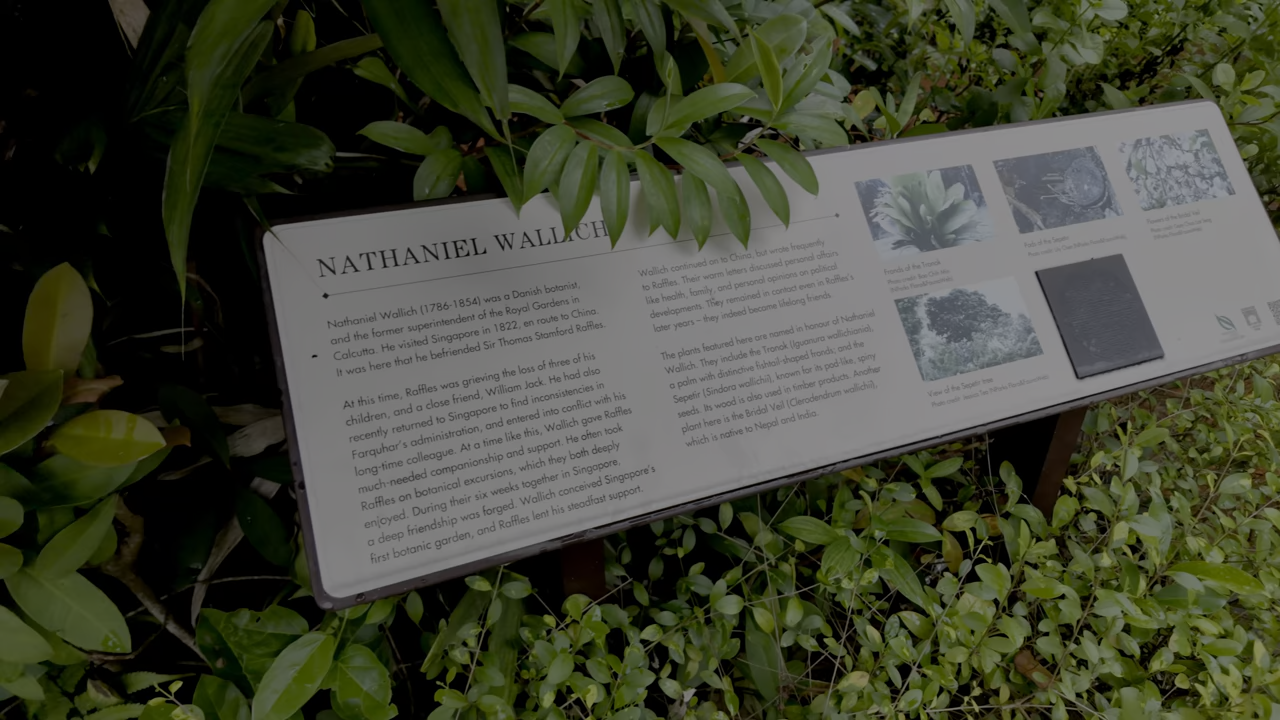 NATHANIEL WALLICH
Nathaniel Wallich (1786-1854) was a Danish botanist,
and the former superintendent of the Royal Gardens in
Calcutta. He visited Singapore in 1822, en route to China.
It was here that he befriended Sir Thomas Stamford Raffles.
At this time, Raffles was grieving the loss of three of his
children, and a close friend, William Jack. He had also
recently returned to Singapore to find inconsistencies in
Farquhar's administration, and entered into conflict with his
long-time colleague. At a time like this, Wallich gave Raffles
much-needed companionship and support. He often took
Raffles on botanical excursions, which they both deeply
enjoyed. During their six weeks together in Singapore,
a deep friendship was forged. Wallich conceived Singapore's
first botanic garden, and Raffles lent his steadfast support.
Wallich continued on to China, but wrote frequently
to Raffles. Their warm letters discussed personal affairs
like health, family, and personal opinions on political
developments. They remained in contact even in Raffles's
later years – they indeed become lifelong friends.
The plants featured here are named in honour of Nathaniel
Wallich. They include the Tranok (Iguanura wallichiana),
a palm with distinctive fishtail-shaped fronds; and the
Sepetir (Sindora wallichii), known for its pod-like, spiny
seeds. Its wood is also used in timber products. Another
plant here is the Bridal Veil (Clerodendrum wallichii),
which is native to Nepal and India.
Fronds of the Tranok
Pods of the Sepetir
Flowers of the Bridal Veil
View of the Sepetir tree